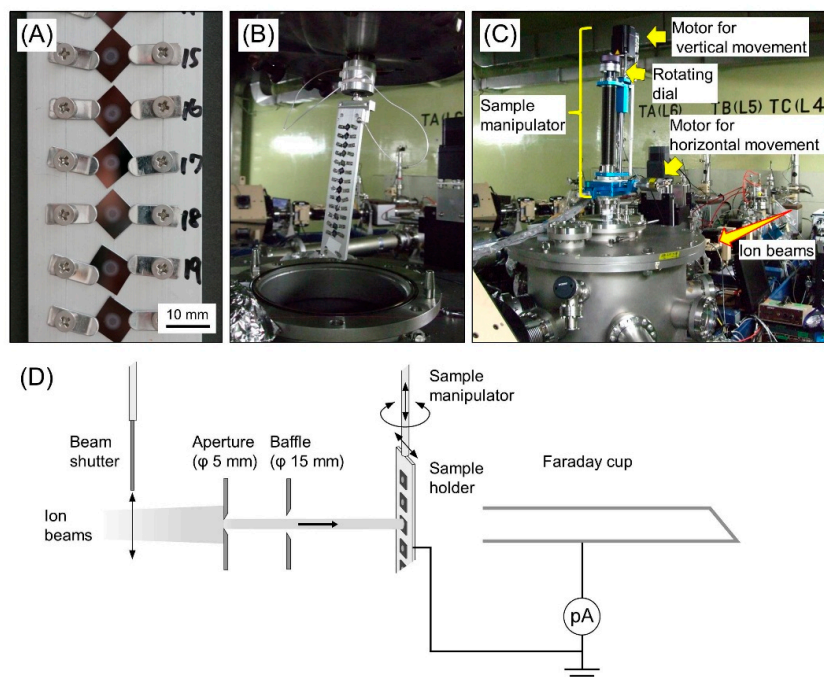 (A)
15
16
17
18
19
10 mm
(B)
TA(L6
(C)
Motor for
vertical movement
Rotating
dial
Sample
manipulator
TA(L6)
TB(L5)
TC(L4
Motor for
horizontal movement
Ion beams
(D)
Sample
manipulator
Beam
shutter
Aperture
(φ 5 mm)
Baffle
(φ 15 mm)
Sample
holder
Faraday cup
Ion
beams
pA